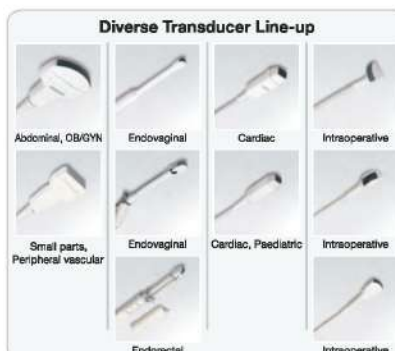 Diverse Transducer Line-up
Abdominal, OB/GYN
Endovaginal
Cardiac
Intraoperative
Small parts,
Peripheral vascular
Endovaginal
Cardiac, Paediatric
Intraoperative
Endorectal
Intraoperative